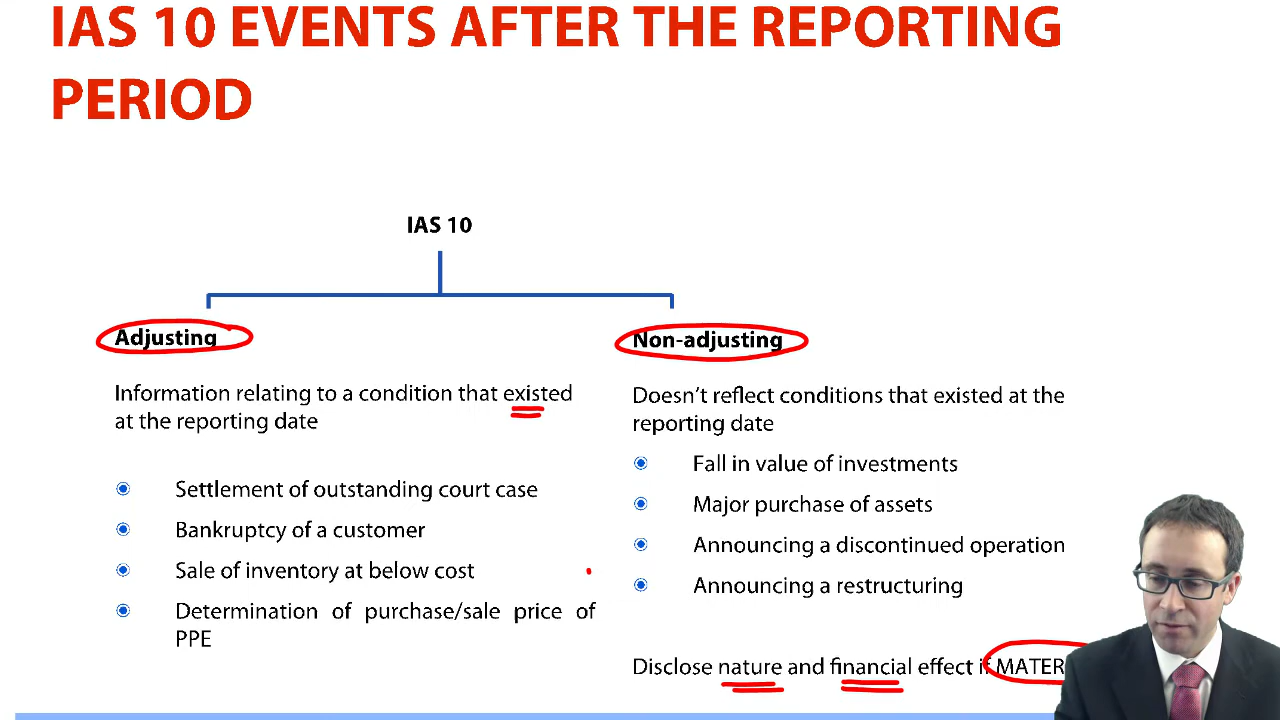 IAS 10 EVENTS AFTER THE REPORTING
PERIOD
IAS 10
Adjusting
Information relating to a condition that existed
at the reporting date
Settlement of outstanding court case
Bankruptcy of a customer
Sale of inventory at below cost
Determination of purchase/sale price of
PPE
Non-adjusting
Doesn't reflect conditions that existed at the
reporting date
Fall in value of investments
Major purchase of assets
Announcing a discontinued operation
Announcing a restructuring
Disclose nature and financial effect if MATER